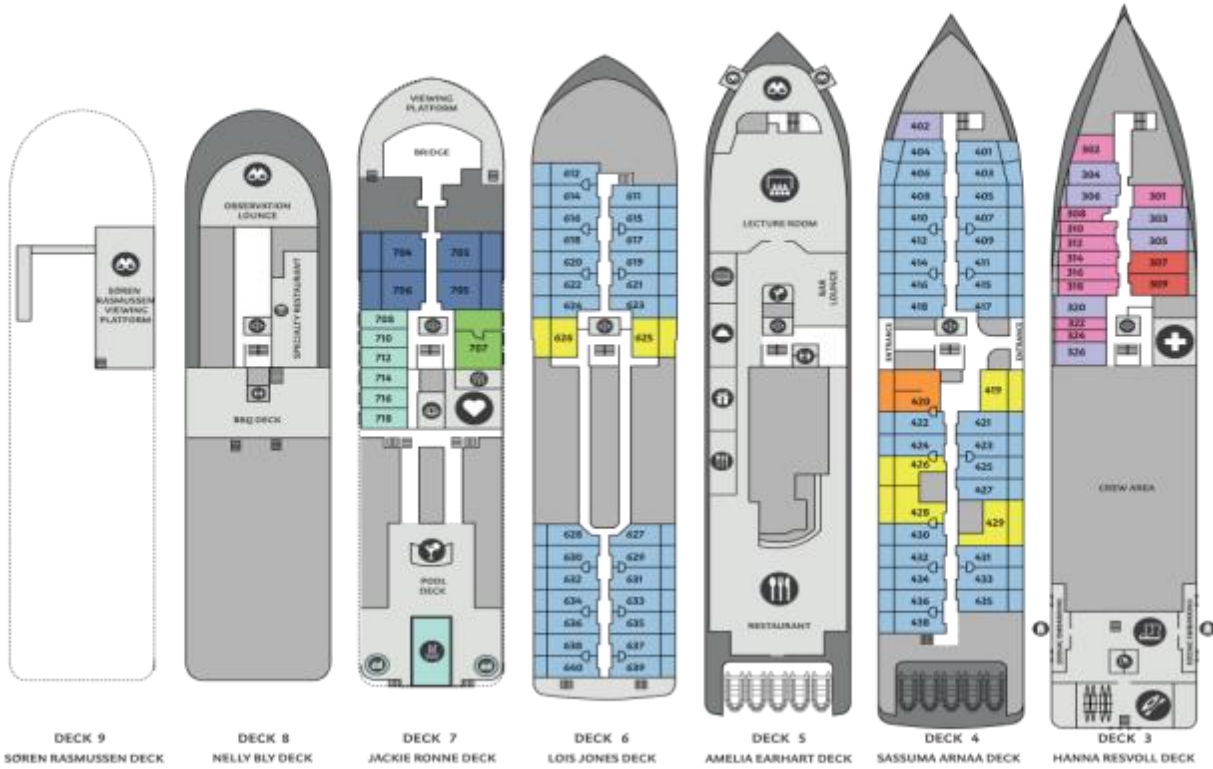 SØREN
RASMUSSEN
VIEWING
PLATFORM
DECK 9
SØREN RASMUSSEN DECK
OBSERVATION
LOUNGE
SPECIALTY RESTAURANT
BBQ DECK
DECK 8
NELLY BLY DECK
VIEWING
PLATFORM
BRIDGE
704
703
706
705
708
710
707
712
714
716
718
POOL
DECK
DECK 7
JACKIE RONNE DECK
612
614
611
616
615
618
617
620
619
622
621
624
623
626
625
628
627
630
629
632
631
634
633
636
635
638
637
640
639
DECK 6
LOIS JONES DECK
LECTURE ROOM
BAR
LOUNGE
RESTAURANT
DECK 5
AMELIA EARHART DECK
402
404
401
406
403
408
405
410
407
412
409
414
411
416
415
418
417
ENTRANCE
ENTRANCE
420
419
422
421
424
423
426
425
427
428
429
430
432
431
434
433
436
435
438
DECK 4
SASSUMA ARNAA DECK
302
304
306
301
308
303
310
312
305
314
307
316
318
309
320
322
324
326
CREW AREA
DECK 3
HANNA RESVOLL DECK